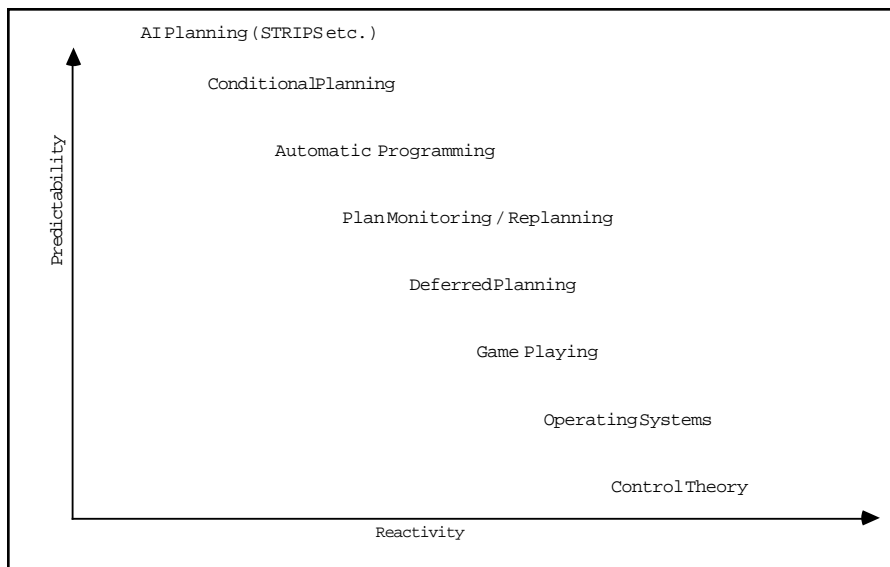 AI Planning (STRIPS etc.)
Conditional Planning
Automatic Programming
Predictability
Plan Monitoring / Replanning
Deferred Planning
Game Playing
Operating Systems
Control Theory
Reactivity